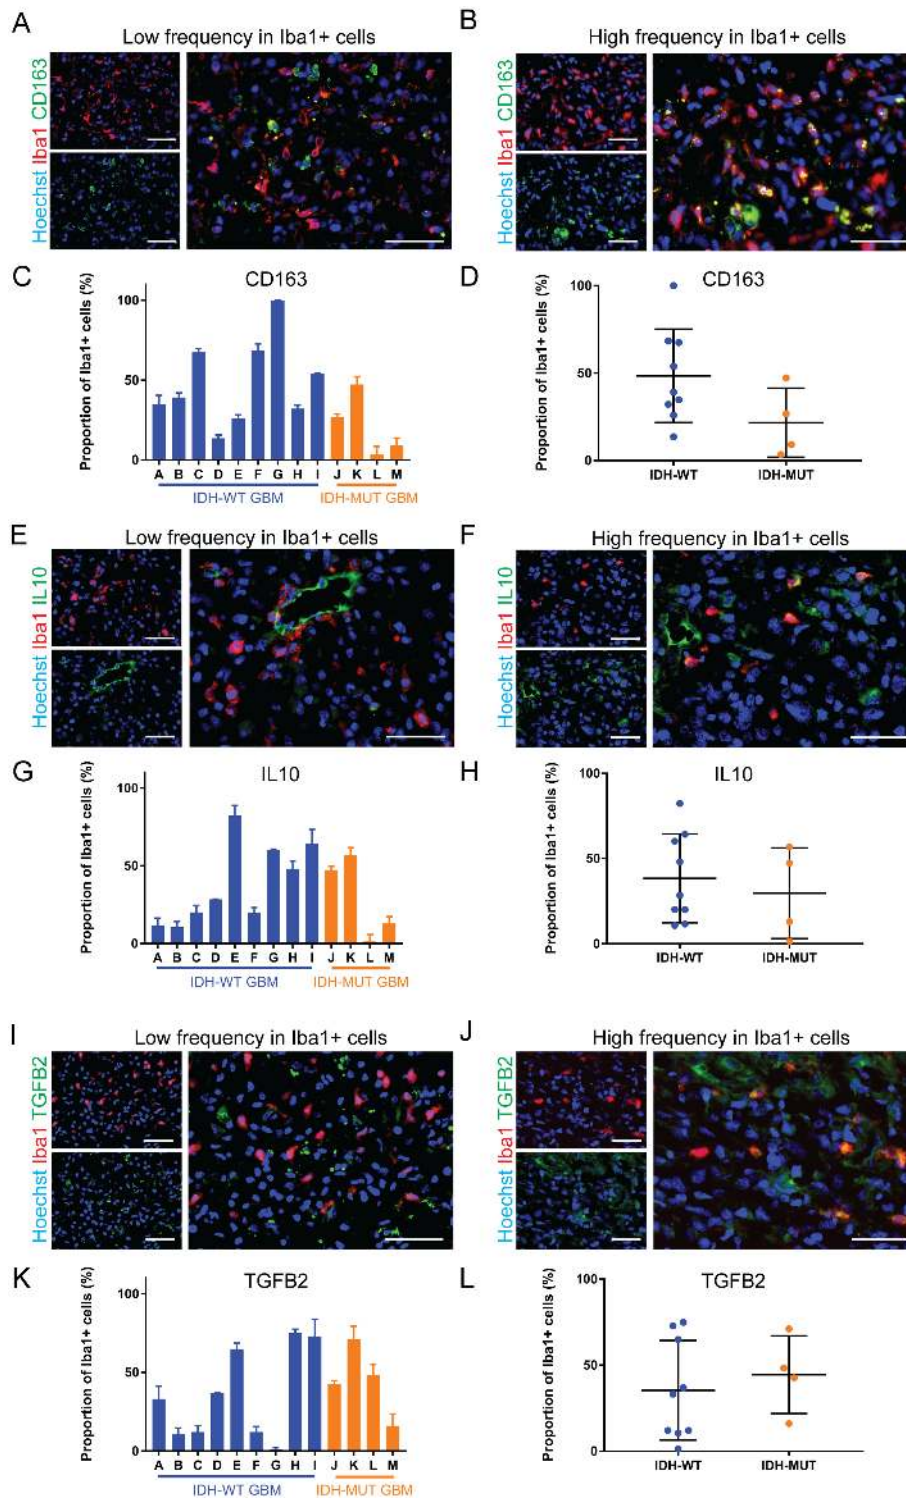 A
Low frequency in Iba1+ cells
Hoechst Iba1 CD163
B
High frequency in Iba1+ cells
Hoechst Iba1 CD163
C
CD163
Proportion of Iba1+ cells (%)
100
50
0
A B C D E F G H I J K L M
IDH-WT GBM IDH-MUT GBM
D
CD163
Proportion of Iba1+ cells (%)
100
50
0
IDH-WT IDH-MUT
E
Low frequency in Iba1+ cells
Hoechst Iba1 IL10
F
High frequency in Iba1+ cells
Hoechst Iba1 IL10
G
IL10
Proportion of Iba1+ cells (%)
100
50
0
A B C D E F G H I J K L M
IDH-WT GBM IDH-MUT GBM
H
IL10
Proportion of Iba1+ cells (%)
100
50
0
IDH-WT IDH-MUT
I
Low frequency in Iba1+ cells
Hoechst Iba1 TGFB2
J
High frequency in Iba1+ cells
Hoechst Iba1 TGFB2
K
TGFB2
Proportion of Iba1+ cells (%)
100
50
0
A B C D E F G H I J K L M
IDH-WT GBM IDH-MUT GBM
L
TGFB2
Proportion of Iba1+ cells (%)
100
50
0
IDH-WT IDH-MUT